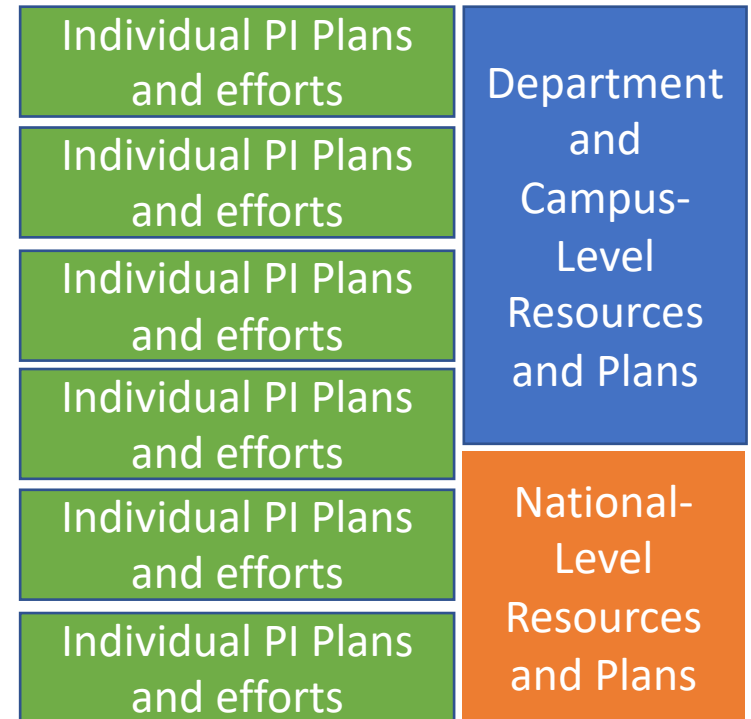 Individual PI Plans
and efforts
Individual PI Plans
and efforts
Individual PI Plans
and efforts
Individual PI Plans
and efforts
Individual PI Plans
and efforts
Individual PI Plans
and efforts
Department
and
Campus-
Level
Resources
and Plans
National-
Level
Resources
and Plans